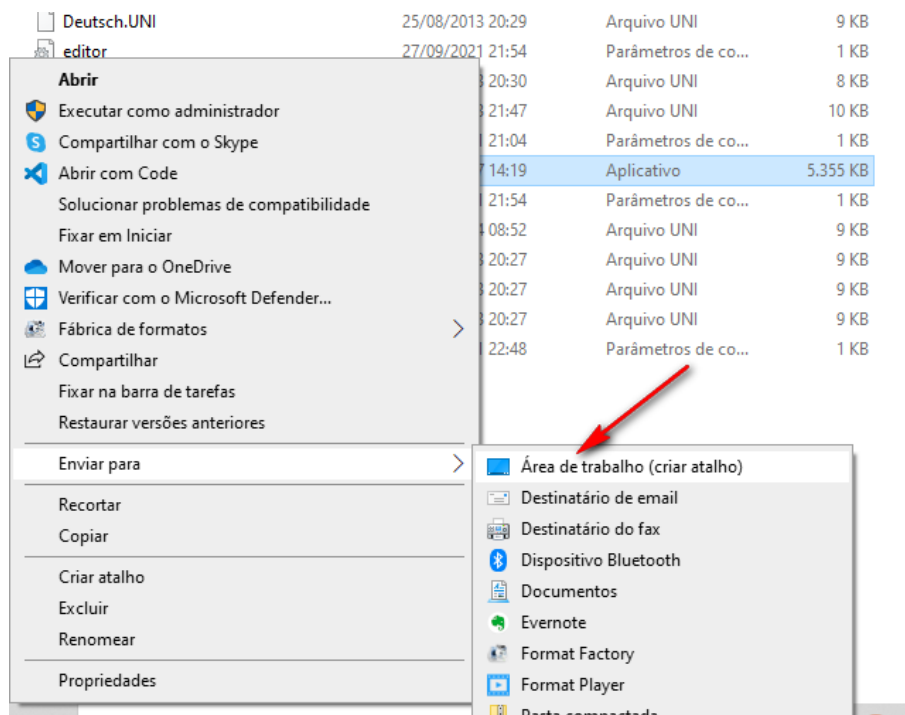 Deutsch.UNI 25/08/2013 20:29 Arquivo UNI 9 KB
editor 27/09/2021 21:54 Parâmetros de co... 1 KB
20:30 Arquivo UNI 8 KB
21:47 Arquivo UNI 10 KB
21:04 Parâmetros de co... 1 KB
14:19 Aplicativo 5.355 KB
21:54 Parâmetros de co... 1 KB
08:52 Arquivo UNI 9 KB
20:27 Arquivo UNI 9 KB
20:27 Arquivo UNI 9 KB
20:27 Arquivo UNI 9 KB
22:48 Parâmetros de co... 1 KB
Abrir
Executar como administrador
Compartilhar com o Skype
Abrir com Code
Solucionar problemas de compatibilidade
Fixar em Iniciar
Mover para o OneDrive
Verificar com o Microsoft Defender...
Fábrica de formatos
Compartilhar
Fixar na barra de tarefas
Restaurar versões anteriores
Enviar para
Recortar
Copiar
Criar atalho
Excluir
Renomear
Propriedades
Área de trabalho (criar atalho)
Destinatário de email
Destinatário do fax
Dispositivo Bluetooth
Documentos
Evernote
Format Factory
Format Player